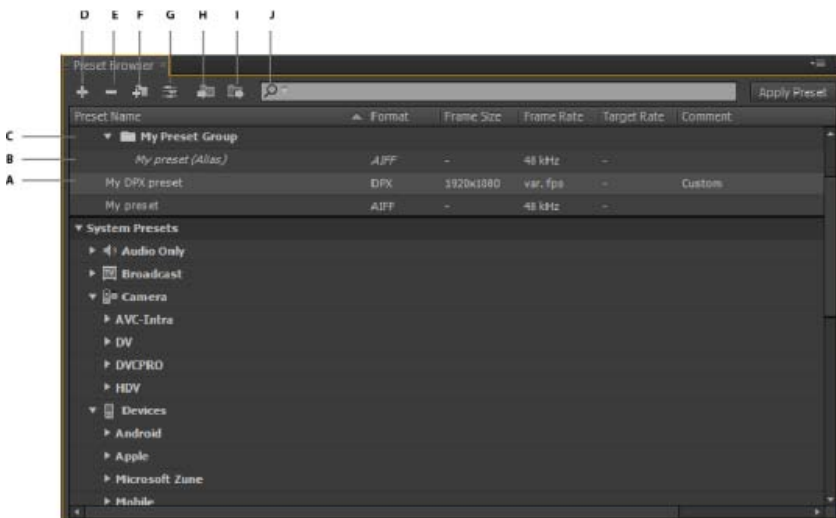 D E F G H I J
Preset Browser
Apply Preset
Preset Name Format Frame Size Frame Rate Target Rate Comment
C My Preset Group
B My preset (Alias) AIFF - 48 kHz -
A My DPX preset DPX 1920x1080 var. fps - Custom
My preset AIFF - 48 kHz -
System Presets
Audio Only
TV Broadcast
Camera
AVC-Intra
DV
DVCPRO
HDV
Devices
Android
Apple
Microsoft Zune
Mobile